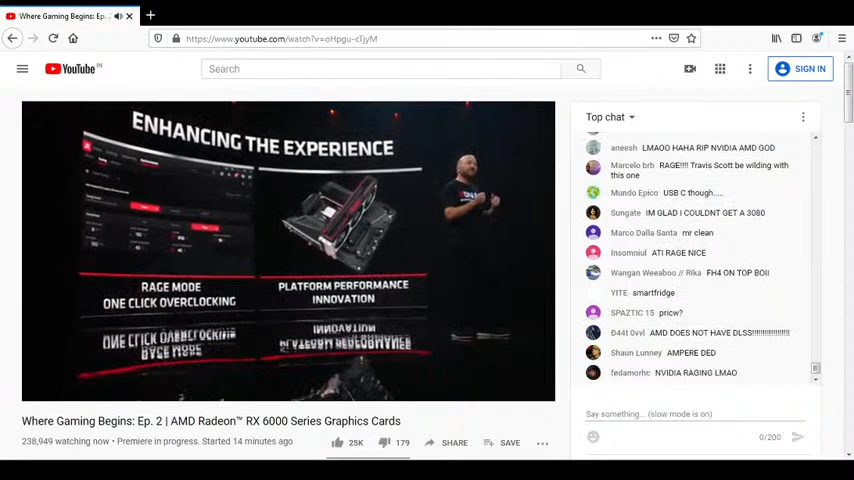 Where Gaming Begins: Ep. 2
https://www.youtube.com/watch?v=oHpgu-cTjyM
YouTube IN
Search
SIGN IN
ENHANCING THE EXPERIENCE
RAGE MODE
ONE CLICK OVERCLOCKING
PLATFORM PERFORMANCE
INNOVATION
Where Gaming Begins: Ep. 2 | AMD Radeon™ RX 6000 Series Graphics Cards
238,949 watching now • Premiere in progress. Started 14 minutes ago
25K
179
SHARE
SAVE
Top chat
aneesh LMAOO HAHA RIP NVIDIA AMD GOD
Marcelo brb RAGE!!!! Travis Scott be wilding with
this one
Mundo Epico USB C though.....
Sungate IM GLAD I COULDNT GET A 3080
Marco Dalla Santa mr clean
Insomniul ATI RAGE NICE
Wangan Weeaboo // Rika FH4 ON TOP BOII
YITE smartfridge
SPAZTIC 15 pricw?
Đ44t 0vvl AMD DOES NOT HAVE DLSS!!!!!!!!!!!!!!!!!!!
Shaun Lunney AMPERE DED
fedamorhc NVIDIA RAGING LMAO
Say something... (slow mode is on)
0/200